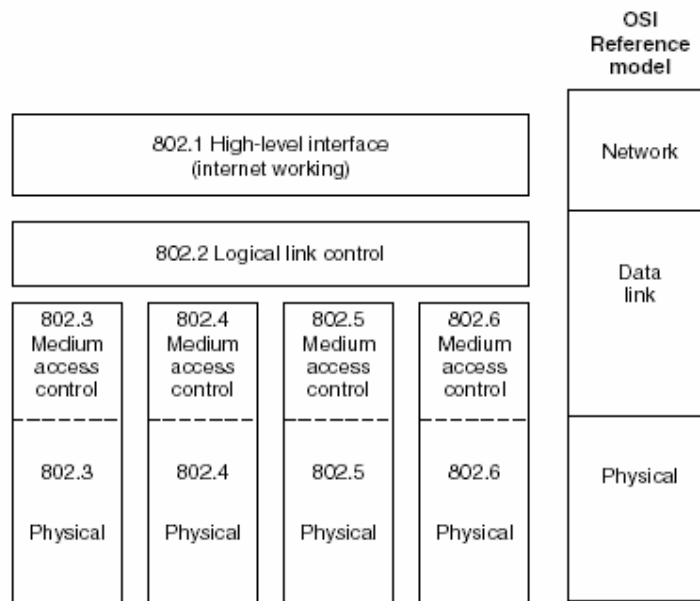 OSI
Reference
model
802.1 High-level interface
(internet working)
Network
802.2 Logical link control
Data
link
802.3
Medium
access
control
802.4
Medium
access
control
802.5
Medium
access
control
802.6
Medium
access
control
802.3
Physical
802.4
Physical
802.5
Physical
802.6
Physical
Physical